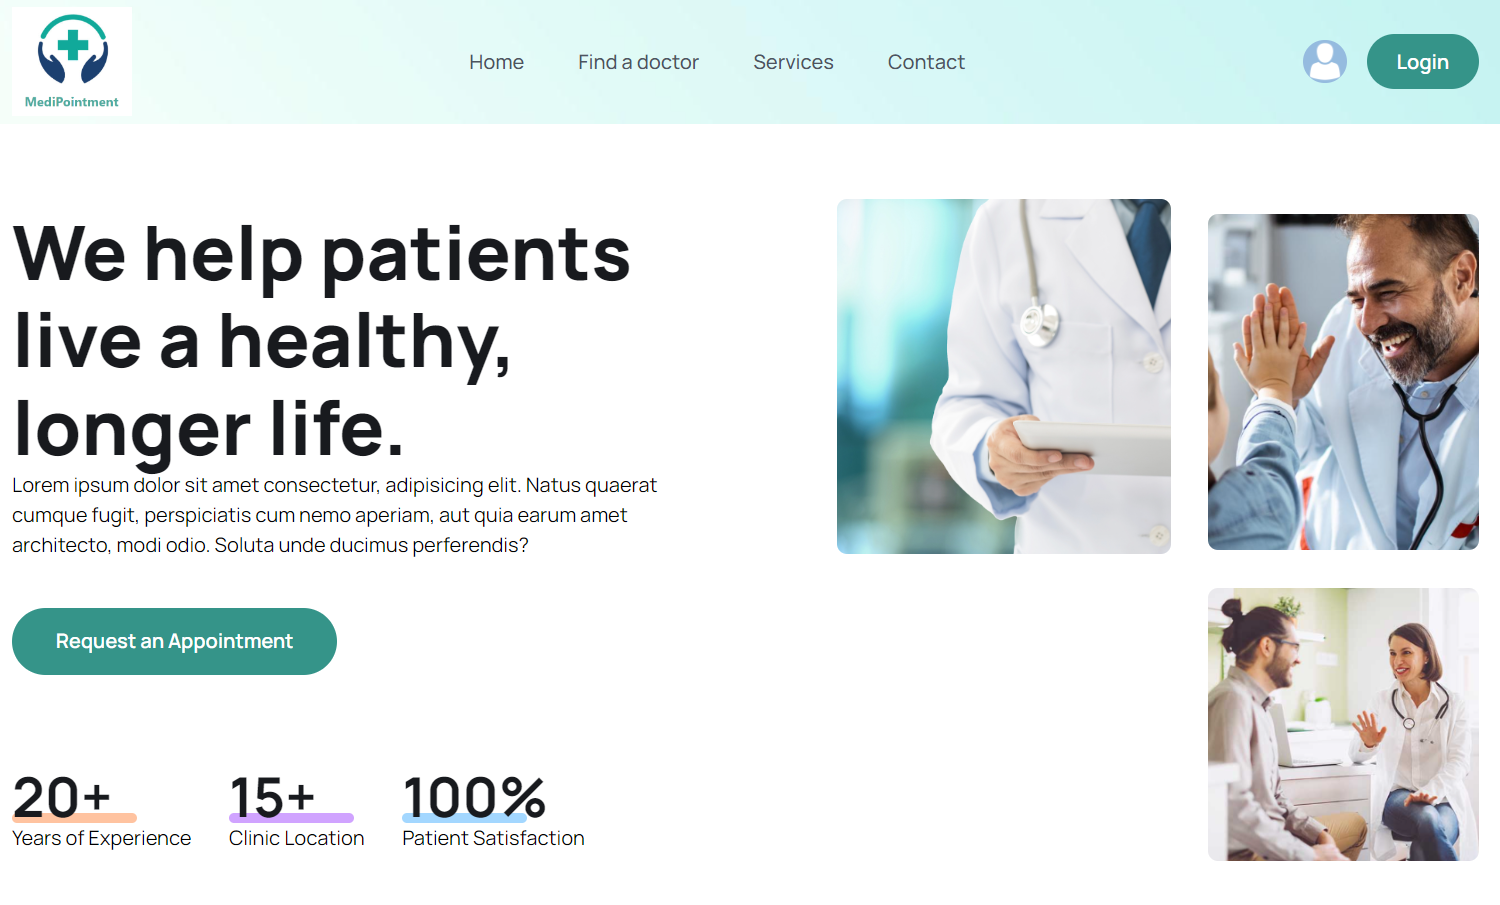 MediPointment
Home
Find a doctor
Services
Contact
Login
We help patients
live a healthy,
longer life.
Lorem ipsum dolor sit amet consectetur, adipisicing elit. Natus quaerat
cumque fugit, perspiciatis cum nemo aperiam, aut quia earum amet
architecto, modi odio. Soluta unde ducimus perferendis?
Request an Appointment
20+
Years of Experience
15+
Clinic Location
100%
Patient Satisfaction